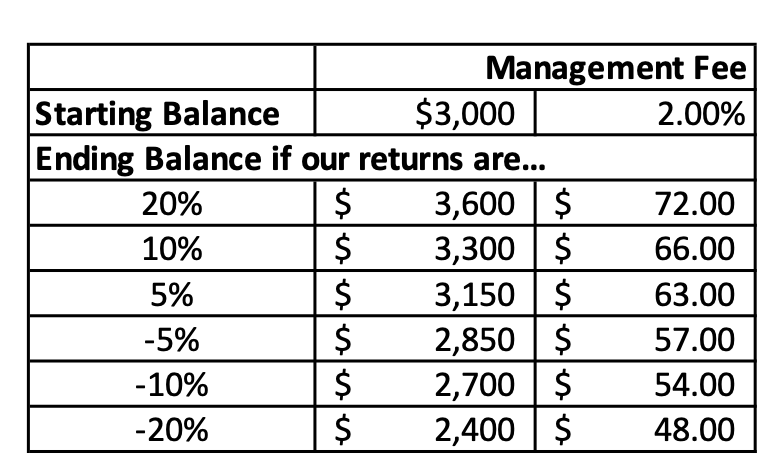 Management Fee
Starting Balance $3,000 2.00%
Ending Balance if our returns are...
20% $ 3,600 $ 72.00
10% $ 3,300 $ 66.00
5% $ 3,150 $ 63.00
-5% $ 2,850 $ 57.00
-10% $ 2,700 $ 54.00
-20% $ 2,400 $ 48.00